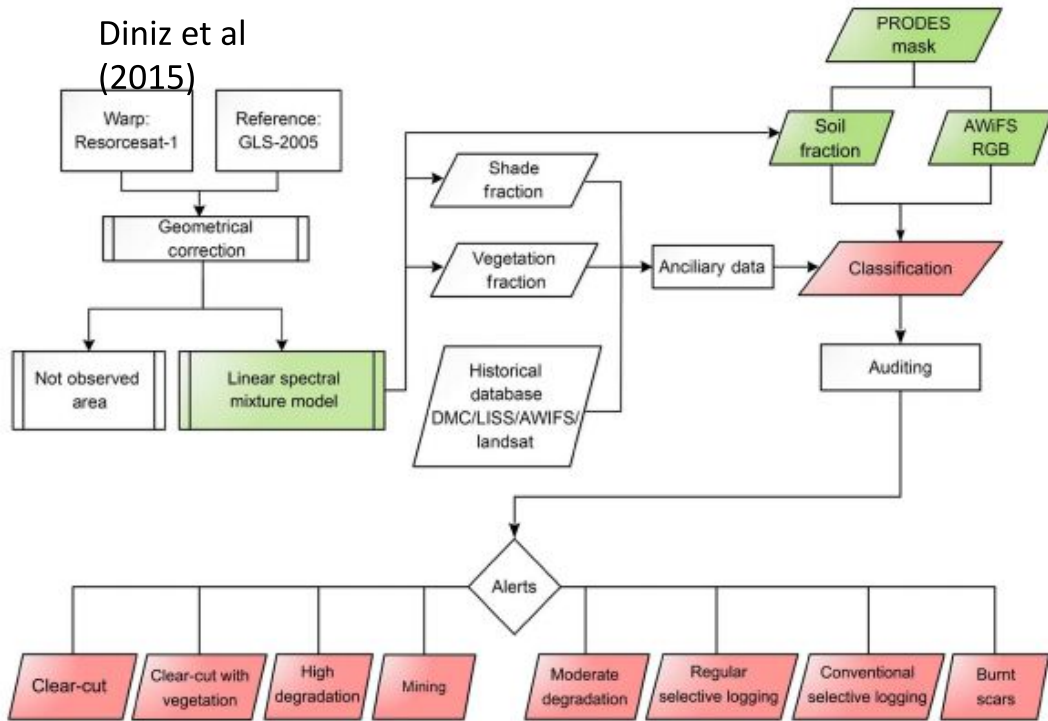 Diniz et al
(2015)
Warp:
Resorcesat-1
Reference:
GLS-2005
Geometrical
correction
Not observed
area
Linear spectral
mixture model
Shade
fraction
Vegetation
fraction
Historical
database
DMC/LISS/AWIFS/
landsat
Anciliary data
PRODES
mask
Soil
fraction
AWiFS
RGB
Classification
Auditing
Alerts
Clear-cut
Clear-cut with
vegetation
High
degradation
Mining
Moderate
degradation
Regular
selective logging
Conventional
selective logging
Burnt
scars